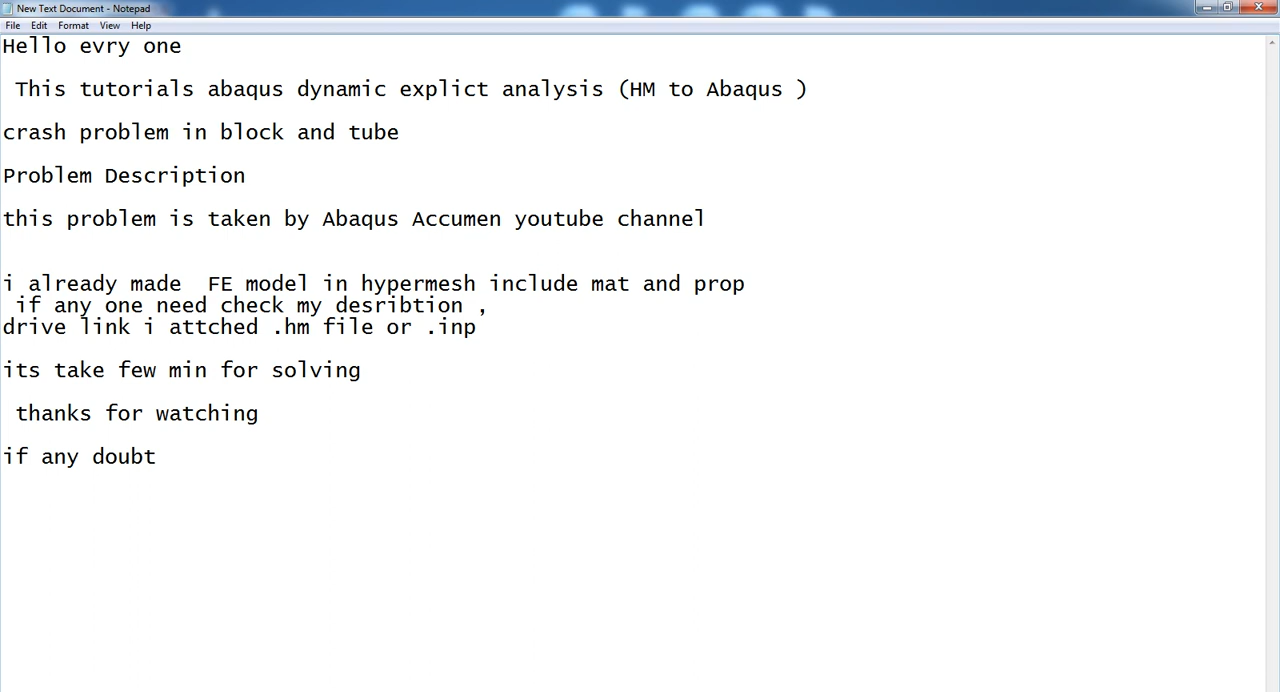 New Text Document - Notepad
File Edit Format View Help
Hello evry one
This tutorials abaqus dynamic explict analysis (HM to Abaqus )
crash problem in block and tube
Problem Description
this problem is taken by Abaqus Accumen youtube channel
i already made FE model in hypermesh include mat and prop
if any one need check my desribtion ,
drive link i attched .hm file or .inp
its take few min for solving
thanks for watching
if any doubt